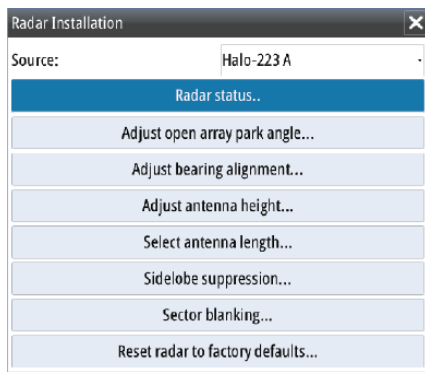 Radar Installation
Source: Halo-223 A
Radar status..
Adjust open array park angle...
Adjust bearing alignment...
Adjust antenna height...
Select antenna length...
Sidelobe suppression...
Sector blanking...
Reset radar to factory defaults...